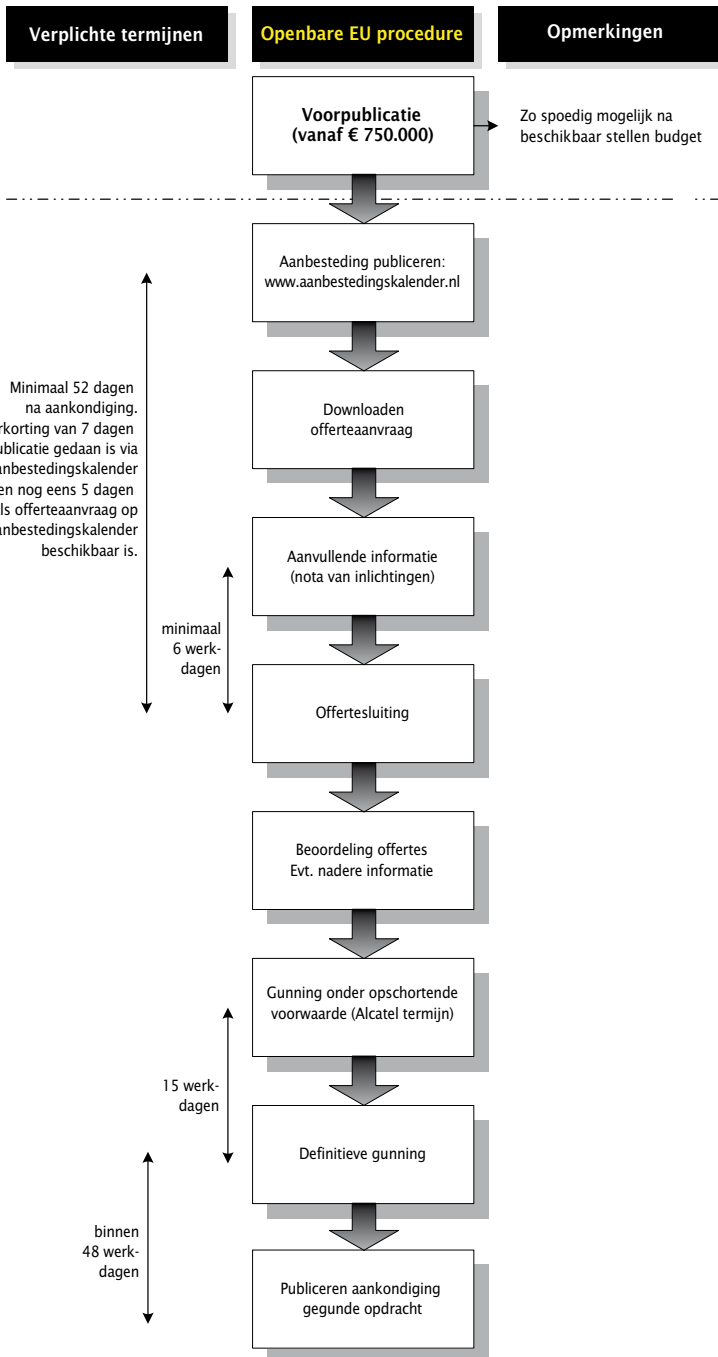 Verplichte termijnen
Openbare EU procedure
Opmerkingen
Voorpublicatie
(vanaf € 750.000)
Zo spoedig mogelijk na
beschikbaar stellen budget
Aanbesteding publiceren:
www.aanbestedingskalender.nl
Minimaal 52 dagen
na aankondiging.
rkorting van 7 dagen
ublicatie gedaan is via
anbestedingskalender
en nog eens 5 dagen
ls offerteaanvraag op
anbestedingskalender
beschikbaar is.
Downloaden
offerteaanvraag
Aanvullende informatie
(nota van inlichtingen)
minimaal
6 werk-
dagen
Offertesluiting
Beoordeling offertes
Evt. nadere informatie
Gunning onder opschortende
voorwaarde (Alcatel termijn)
15 werk-
dagen
Definitieve gunning
binnen
48 werk-
dagen
Publiceren aankondiging
gegunde opdracht